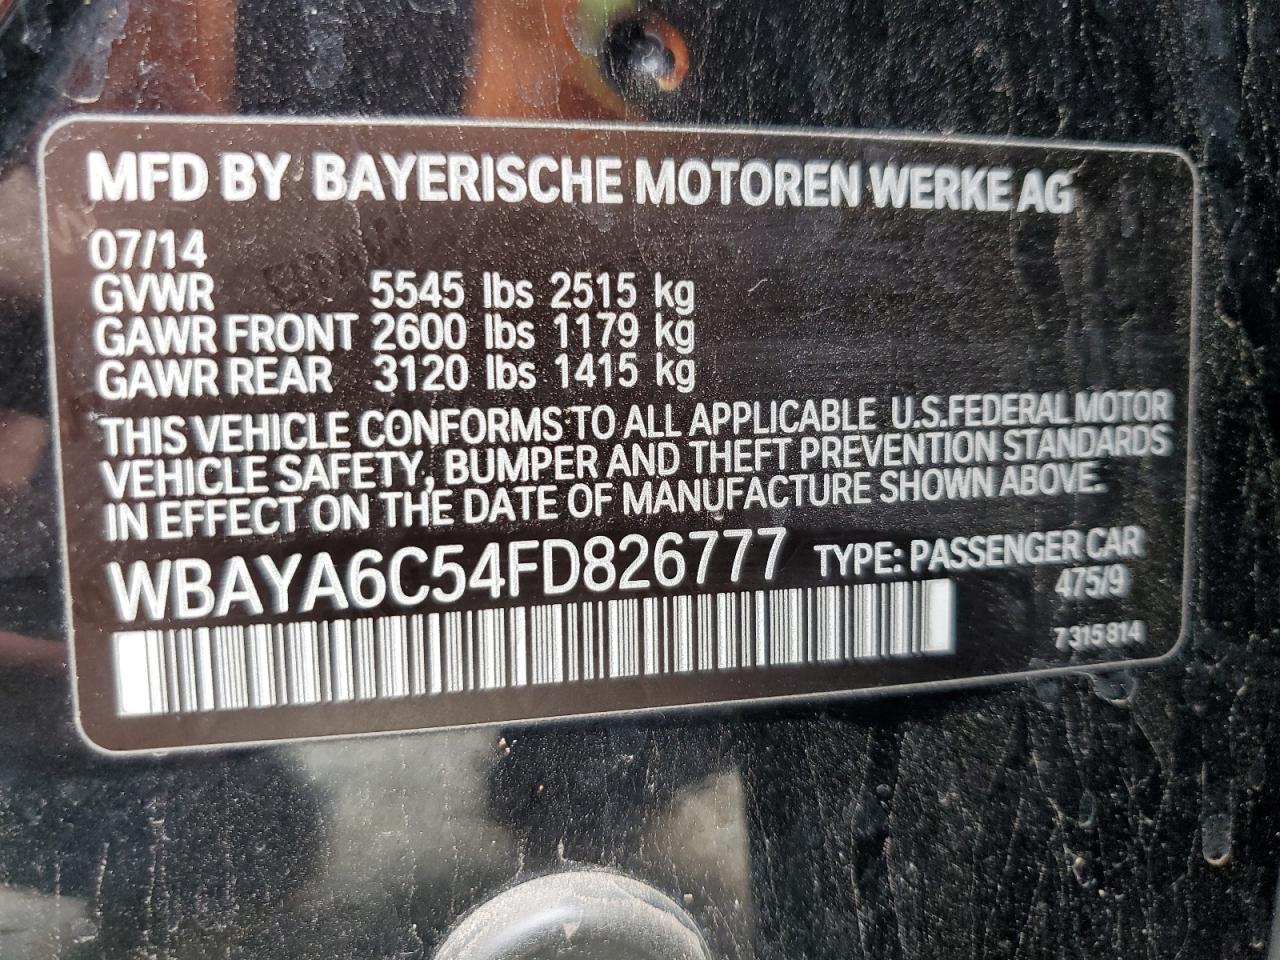 MFD BY BAYERISCHE MOTOREN WERKE AG
07/14
GVWR 5545 lbs 2515 kg
GAWR FRONT 2600 lbs 1179 kg
GAWR REAR 3120 lbs 1415 kg
THIS VEHICLE CONFORMS TO ALL APPLICABLE U.S.FEDERAL MOTOR
VEHICLE SAFETY, BUMPER AND THEFT PREVENTION STANDARDS
IN EFFECT ON THE DATE OF MANUFACTURE SHOWN ABOVE.
WBAYA6C54FD826777 TYPE: PASSENGER CAR
475/9
7 315 814